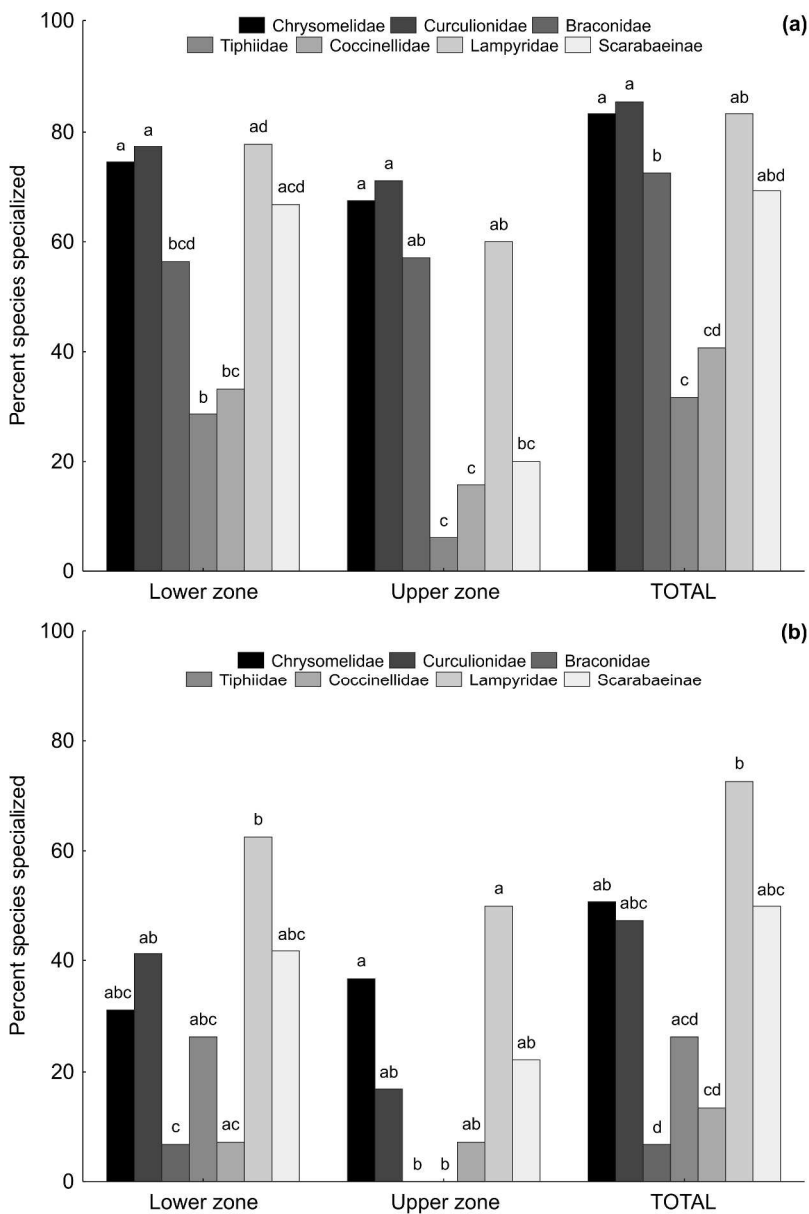 100
(a)
Chrysomelidae Curculionidae Braconidae
Tiphiidae Coccinellidae Lampyridae Scarabaeinae
Percent species specialized
80
60
40
20
0
a a bcd b bc ad acd
a a ab c c ab bc
a a b c cd ab abd
Lower zone Upper zone TOTAL
100
(b)
Chrysomelidae Curculionidae Braconidae
Tiphiidae Coccinellidae Lampyridae Scarabaeinae
Percent species specialized
80
60
40
20
0
abc ab c abc ac b abc
a ab b b ab a ab
ab abc d acd cd b abc
Lower zone Upper zone TOTAL